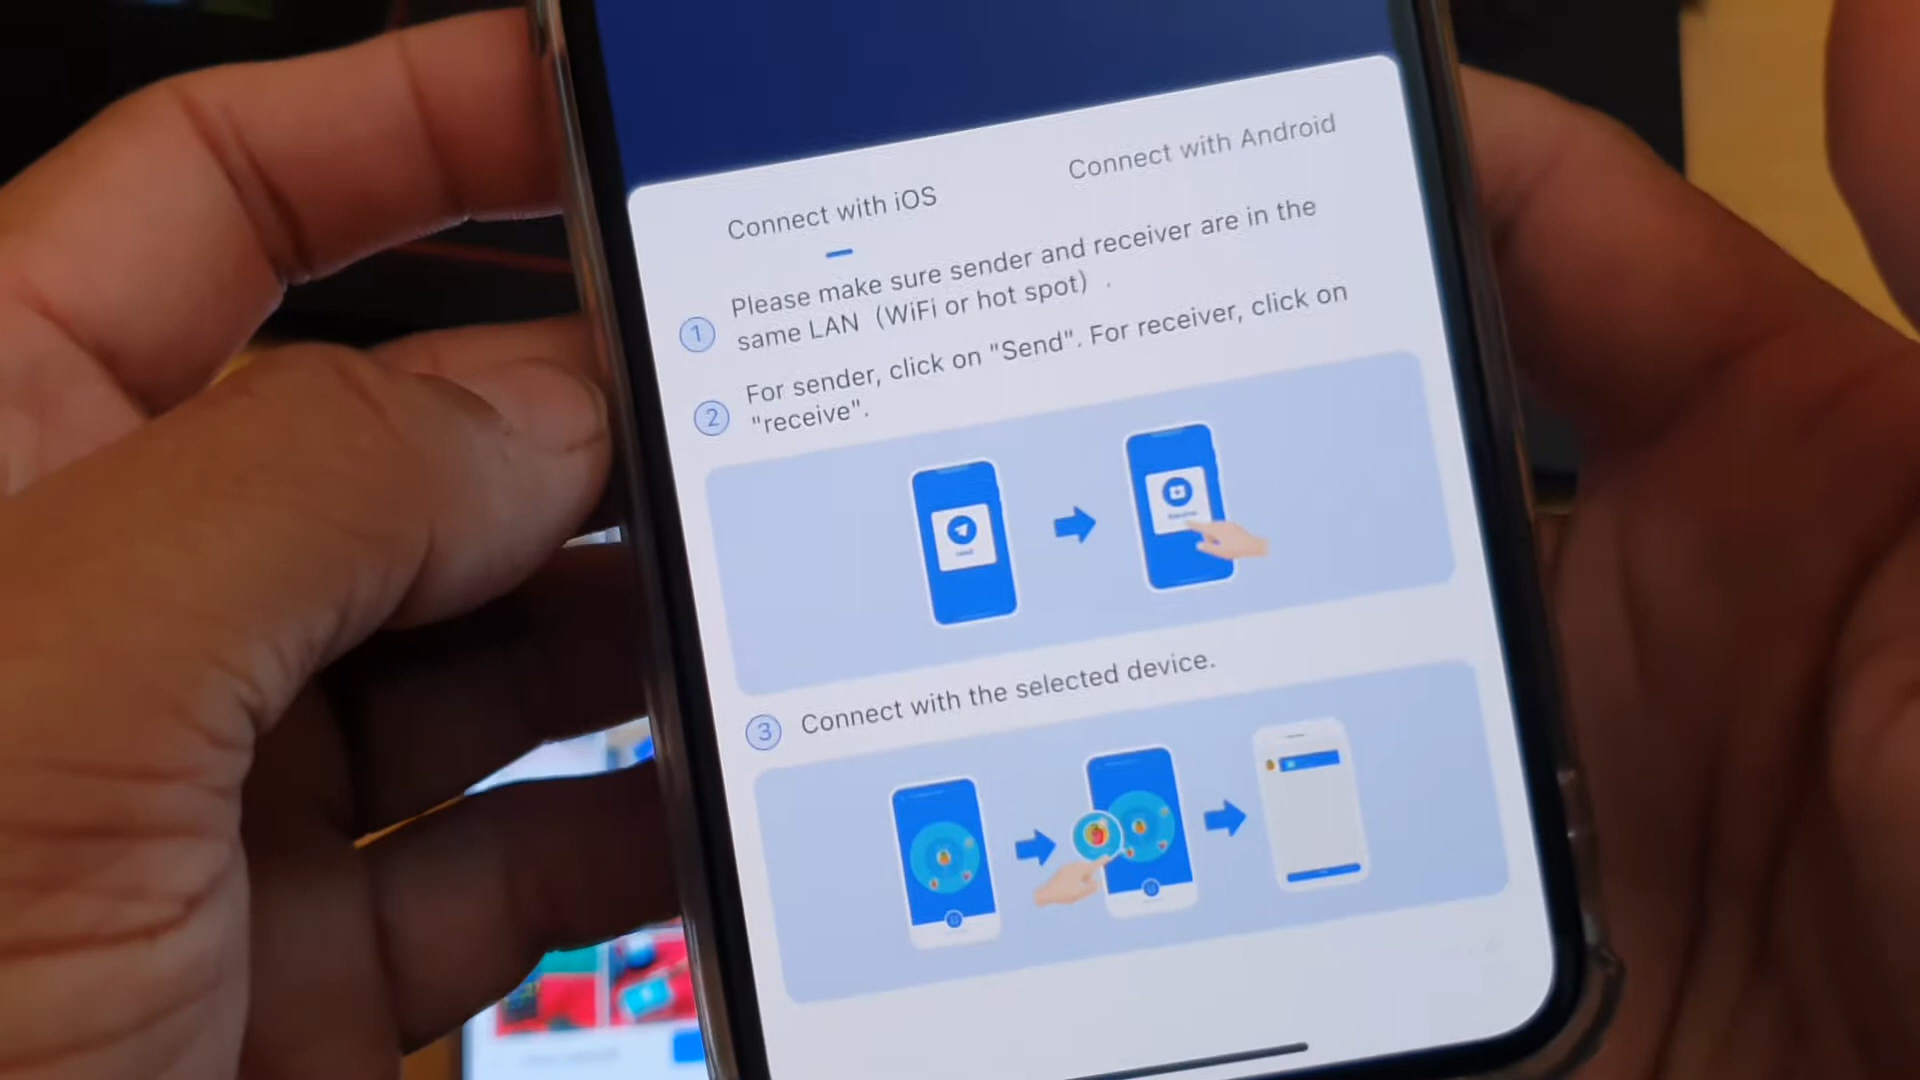 Connect with iOS
Connect with Android
1
Please make sure sender and receiver are in the
same LAN（WiFi or hot spot）.
2
For sender, click on "Send". For receiver, click on
"receive".
3
Connect with the selected device.